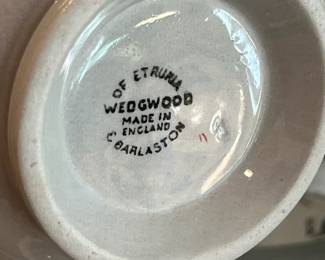 OF ETRURIA
WEDGWOOD
MADE IN
ENGLAND
& BARLASTON